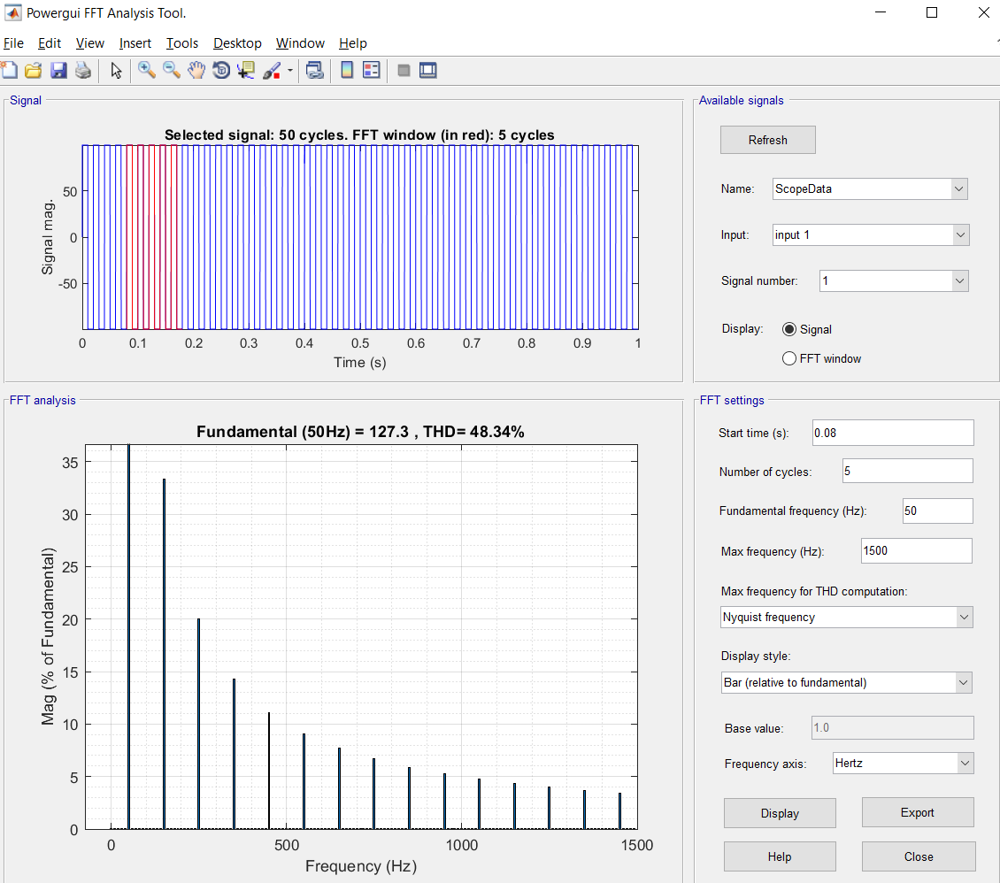 Powergui FFT Analysis Tool.
File Edit View Insert Tools Desktop Window Help
Signal
Selected signal: 50 cycles. FFT window (in red): 5 cycles
50
0
-50
Signal mag.
0 0.1 0.2 0.3 0.4 0.5 0.6 0.7 0.8 0.9 1
Time (s)
Available signals
Refresh
Name: ScopeData
Input: input 1
Signal number: 1
Display: Signal
FFT window
FFT analysis
Fundamental (50Hz) = 127.3 , THD= 48.34%
35
30
25
20
15
10
5
0
Mag (% of Fundamental)
0 500 1000 1500
Frequency (Hz)
FFT settings
Start time (s): 0.08
Number of cycles: 5
Fundamental frequency (Hz): 50
Max frequency (Hz): 1500
Max frequency for THD computation:
Nyquist frequency
Display style:
Bar (relative to fundamental)
Base value: 1.0
Frequency axis: Hertz
Display Export
Help Close